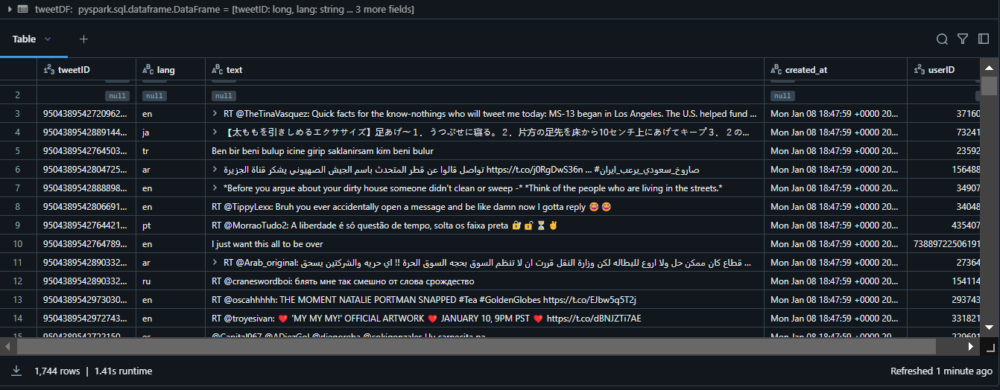 tweetDF: pyspark.sql.dataframe.DataFrame = [tweetID: long, lang: string ... 3 more fields]
Table
tweetID lang text created_at userID
2 null null null null
3 9504389542720962... en RT @TheTinaVasquez: Quick facts for the know-nothings who will tweet me today: MS-13 began in Los Angeles. The U.S. helped fund ... Mon Jan 08 18:47:59 +0000 20... 37160
4 9504389542889144... ja 【太ももを引きしめるエクササイズ】足あげ〜１．うつぶせに寝る。２．片方の足先を床から10センチ上にあげてキープ３．２の... Mon Jan 08 18:47:59 +0000 20... 73241
5 9504389542764503... tr Ben bir beni bulup icine girip saklanirsam kim beni bulur Mon Jan 08 18:47:59 +0000 20... 23592
6 9504389542804725... ar تواصل قالوا عن قطر المتحدث باسم الجيش الصهيوني يشكر قناة الجزيرة https://t.co/j0RgDwS36n ... #صاروخ_سعودي_يرعب_ايران Mon Jan 08 18:47:59 +0000 20... 156488
7 9504389542888898... en *Before you argue about your dirty house someone didn't clean or sweep -* *Think of the people who are living in the streets.* Mon Jan 08 18:47:59 +0000 20... 34907
8 9504389542806691... en RT @TippyLexx: Bruh you ever accidentally open a message and be like damn now I gotta reply 😂😂 Mon Jan 08 18:47:59 +0000 20... 34048
9 9504389542764421... pt RT @MorraoTudo2: A liberdade é só questão de tempo, solta os faixa preta 🔐🔓⏳✌ Mon Jan 08 18:47:59 +0000 20... 435407
10 9504389542764789... en I just want this all to be over Mon Jan 08 18:47:59 +0000 20... 73889722506191
11 9504389542890332... ar RT @Arab_original: قطاع كان ممكن حل ولا اروع للبطاله لكن وزارة النقل قررت ان لا تنظم السوق بحجه السوق الحرة !! اي حريه والشركتين يسحق ... Mon Jan 08 18:47:59 +0000 20... 27364
12 9504389542890332... ru RT @craneswordboi: блять мне так смешно от слова срождество Mon Jan 08 18:47:59 +0000 20... 154114
13 9504389542973030... en RT @oscahhhhh: THE MOMENT NATALIE PORTMAN SNAPPED #Tea #GoldenGlobes https://t.co/EJbw5q5T2j Mon Jan 08 18:47:59 +0000 20... 293743
14 9504389542972743... en RT @troyesivan: ❤ 'MY MY MY!' OFFICIAL ARTWORK ❤ JANUARY 10, 9PM PST ❤ https://t.co/dBNJZTi7AE Mon Jan 08 18:47:59 +0000 20... 331821
1,744 rows | 1.41s runtime Refreshed 1 minute ago